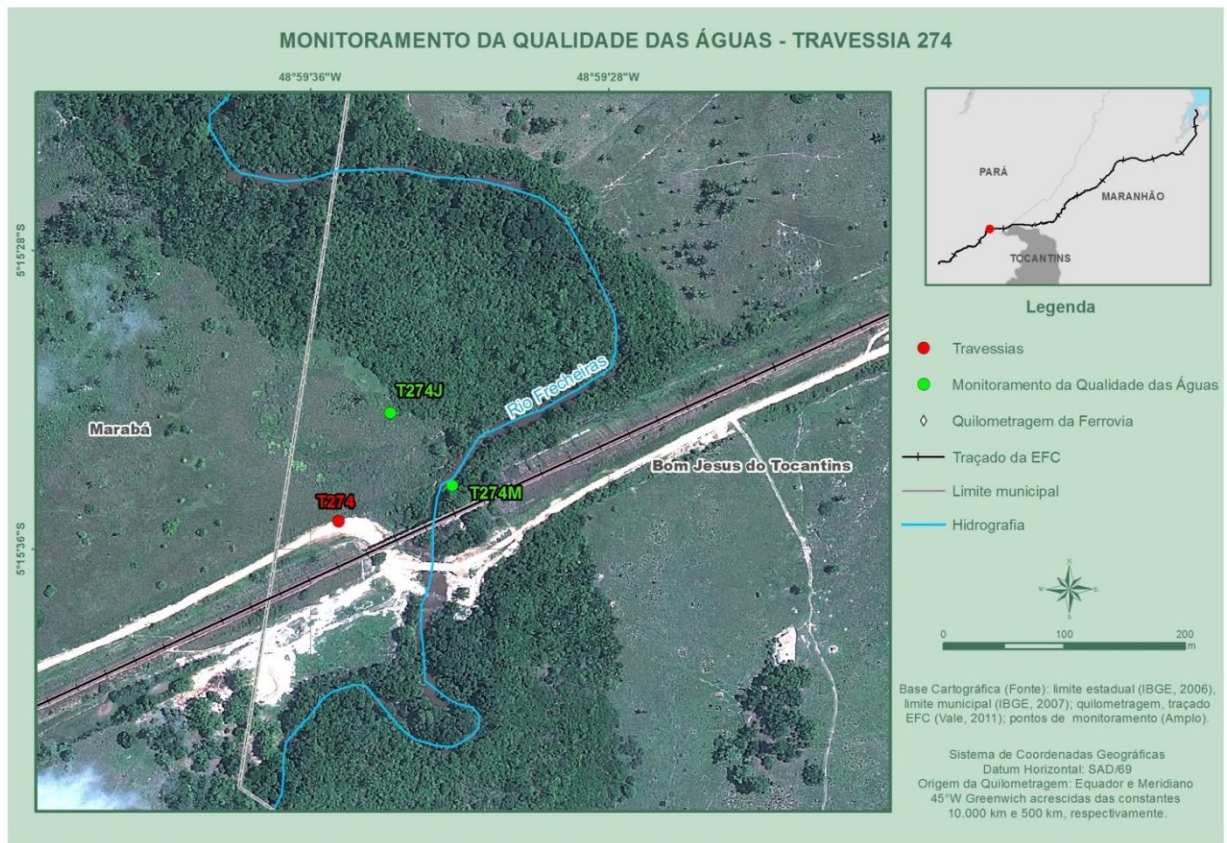 MONITORAMENTO DA QUALIDADE DAS ÁGUAS - TRAVESSIA 274
48°59'36"W
48°59'28"W
5°15'28"S
5°15'36"S
T274J
Rio Frecheiras
Marabá
T274M
Bom Jesus do Tocantins
T274
PARÁ
MARANHÃO
TOCANTINS
Legenda
Travessias
Monitoramento da Qualidade das Águas
Quilometragem da Ferrovia
Traçado da EFC
Limite municipal
Hidrografia
0 100 200
m
Base Cartográfica (Fonte): limite estadual (IBGE, 2006),
limite municipal (IBGE, 2007); quilometragem, traçado
EFC (Vale, 2011); pontos de monitoramento (Amplo).
Sistema de Coordenadas Geográficas
Datum Horizontal: SAD/69
Origem da Quilometragem: Equador e Meridiano
45°W Greenwich acrescidas das constantes
10.000 km e 500 km, respectivamente.